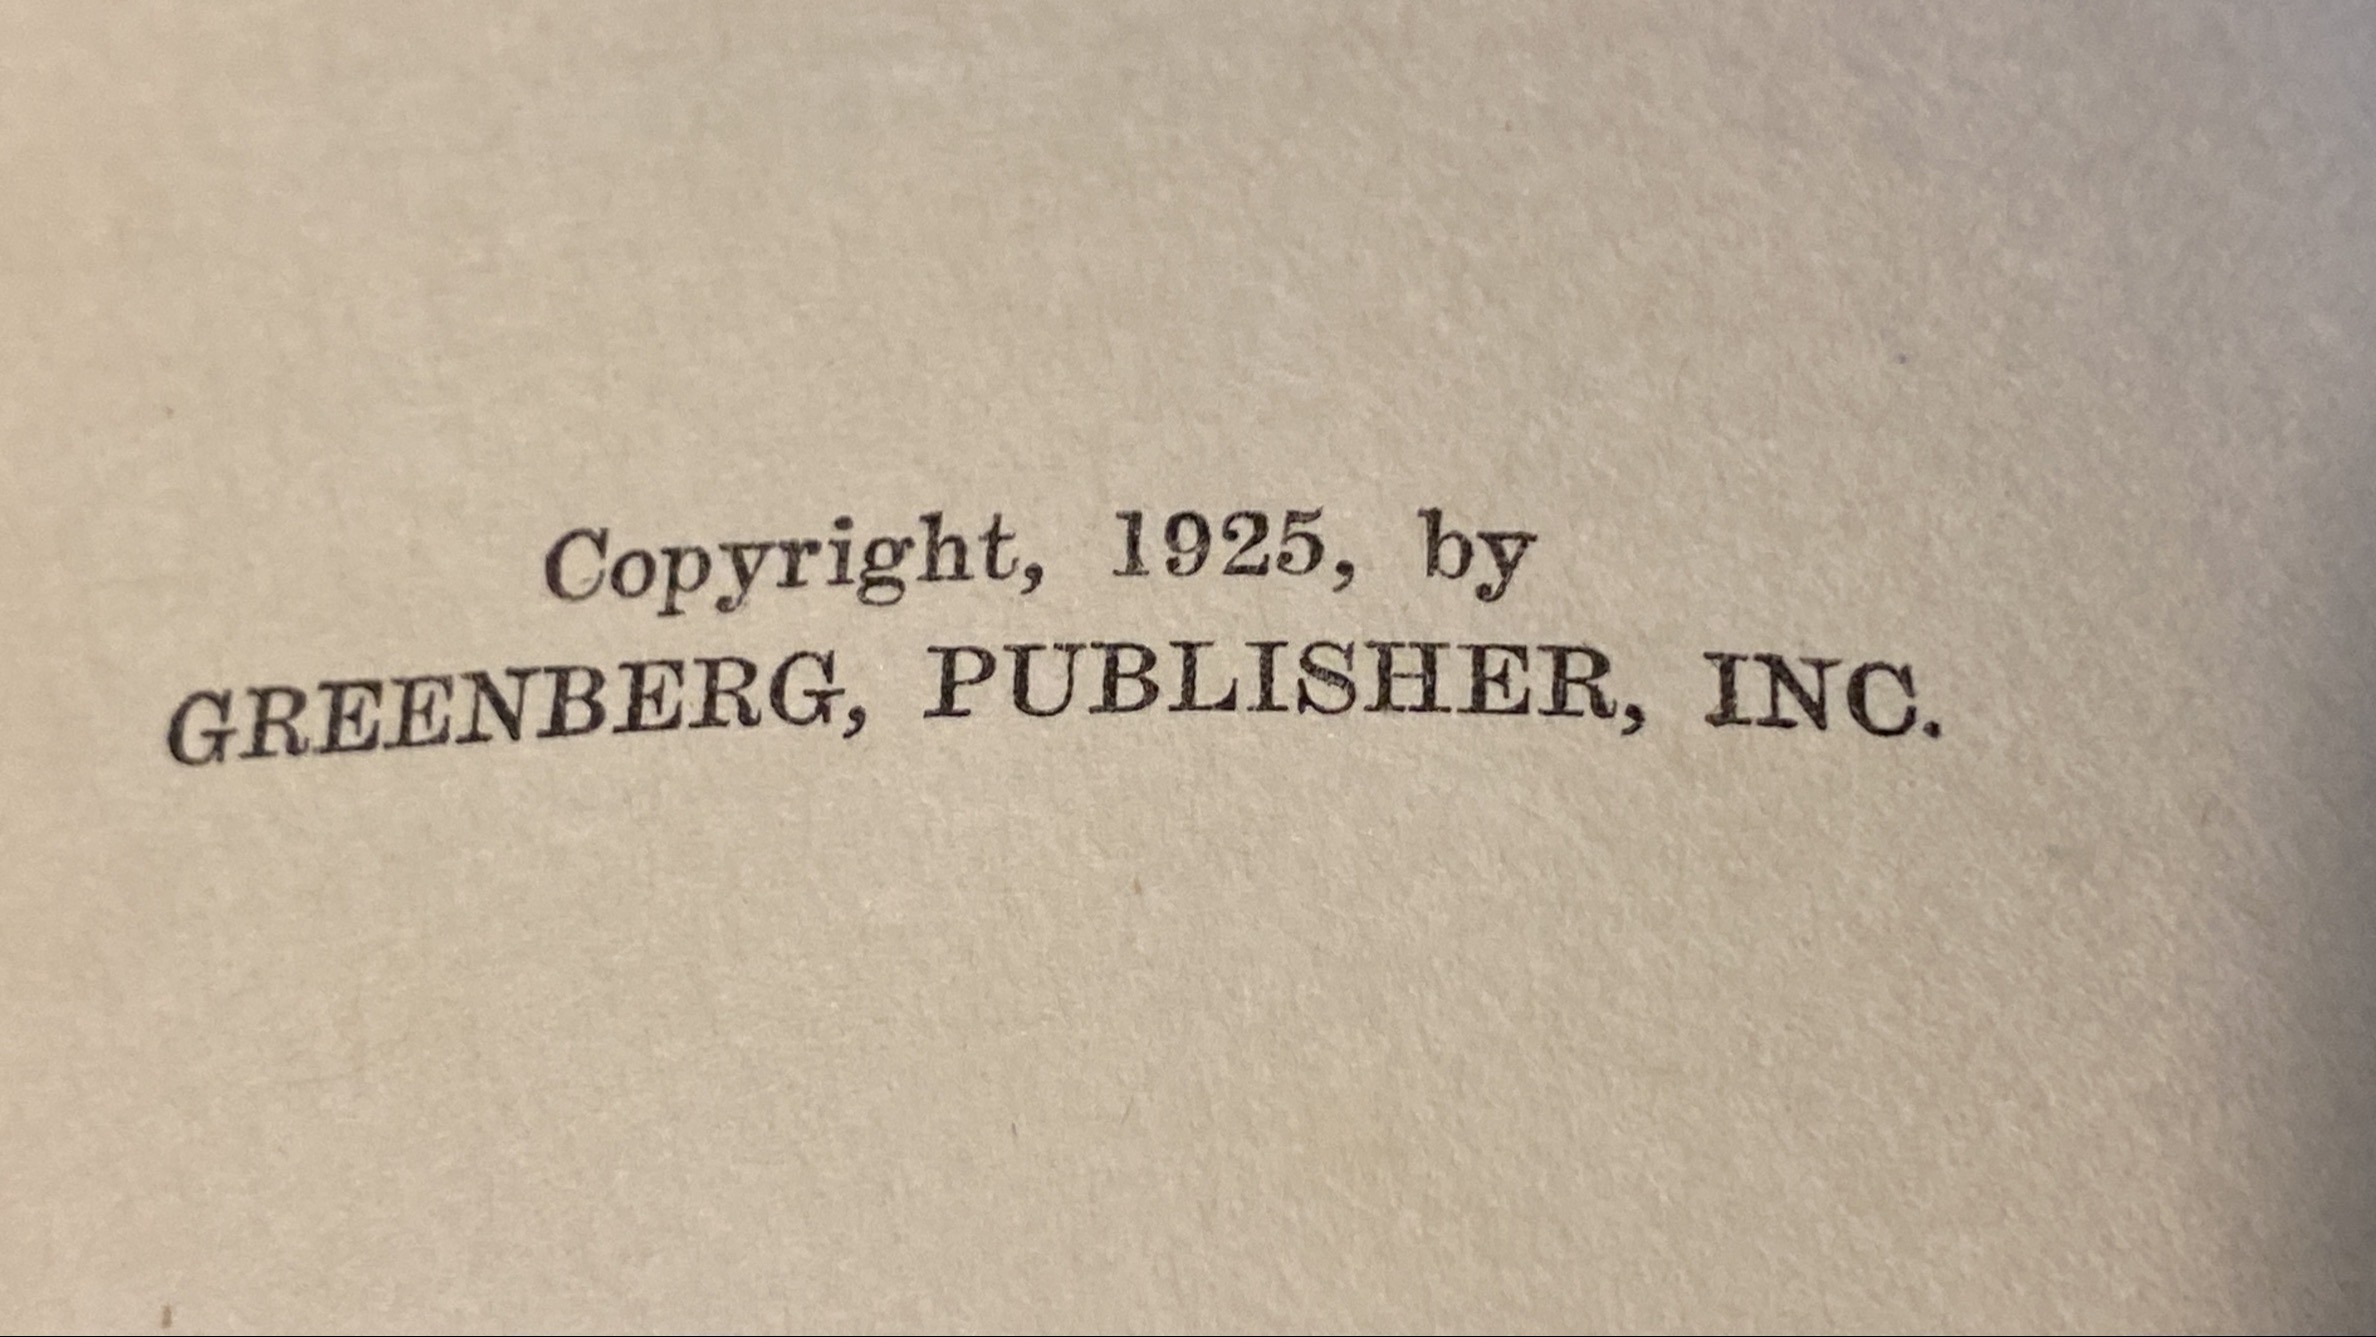 Copyright, 1925, by
GREENBERG, PUBLISHER, INC.